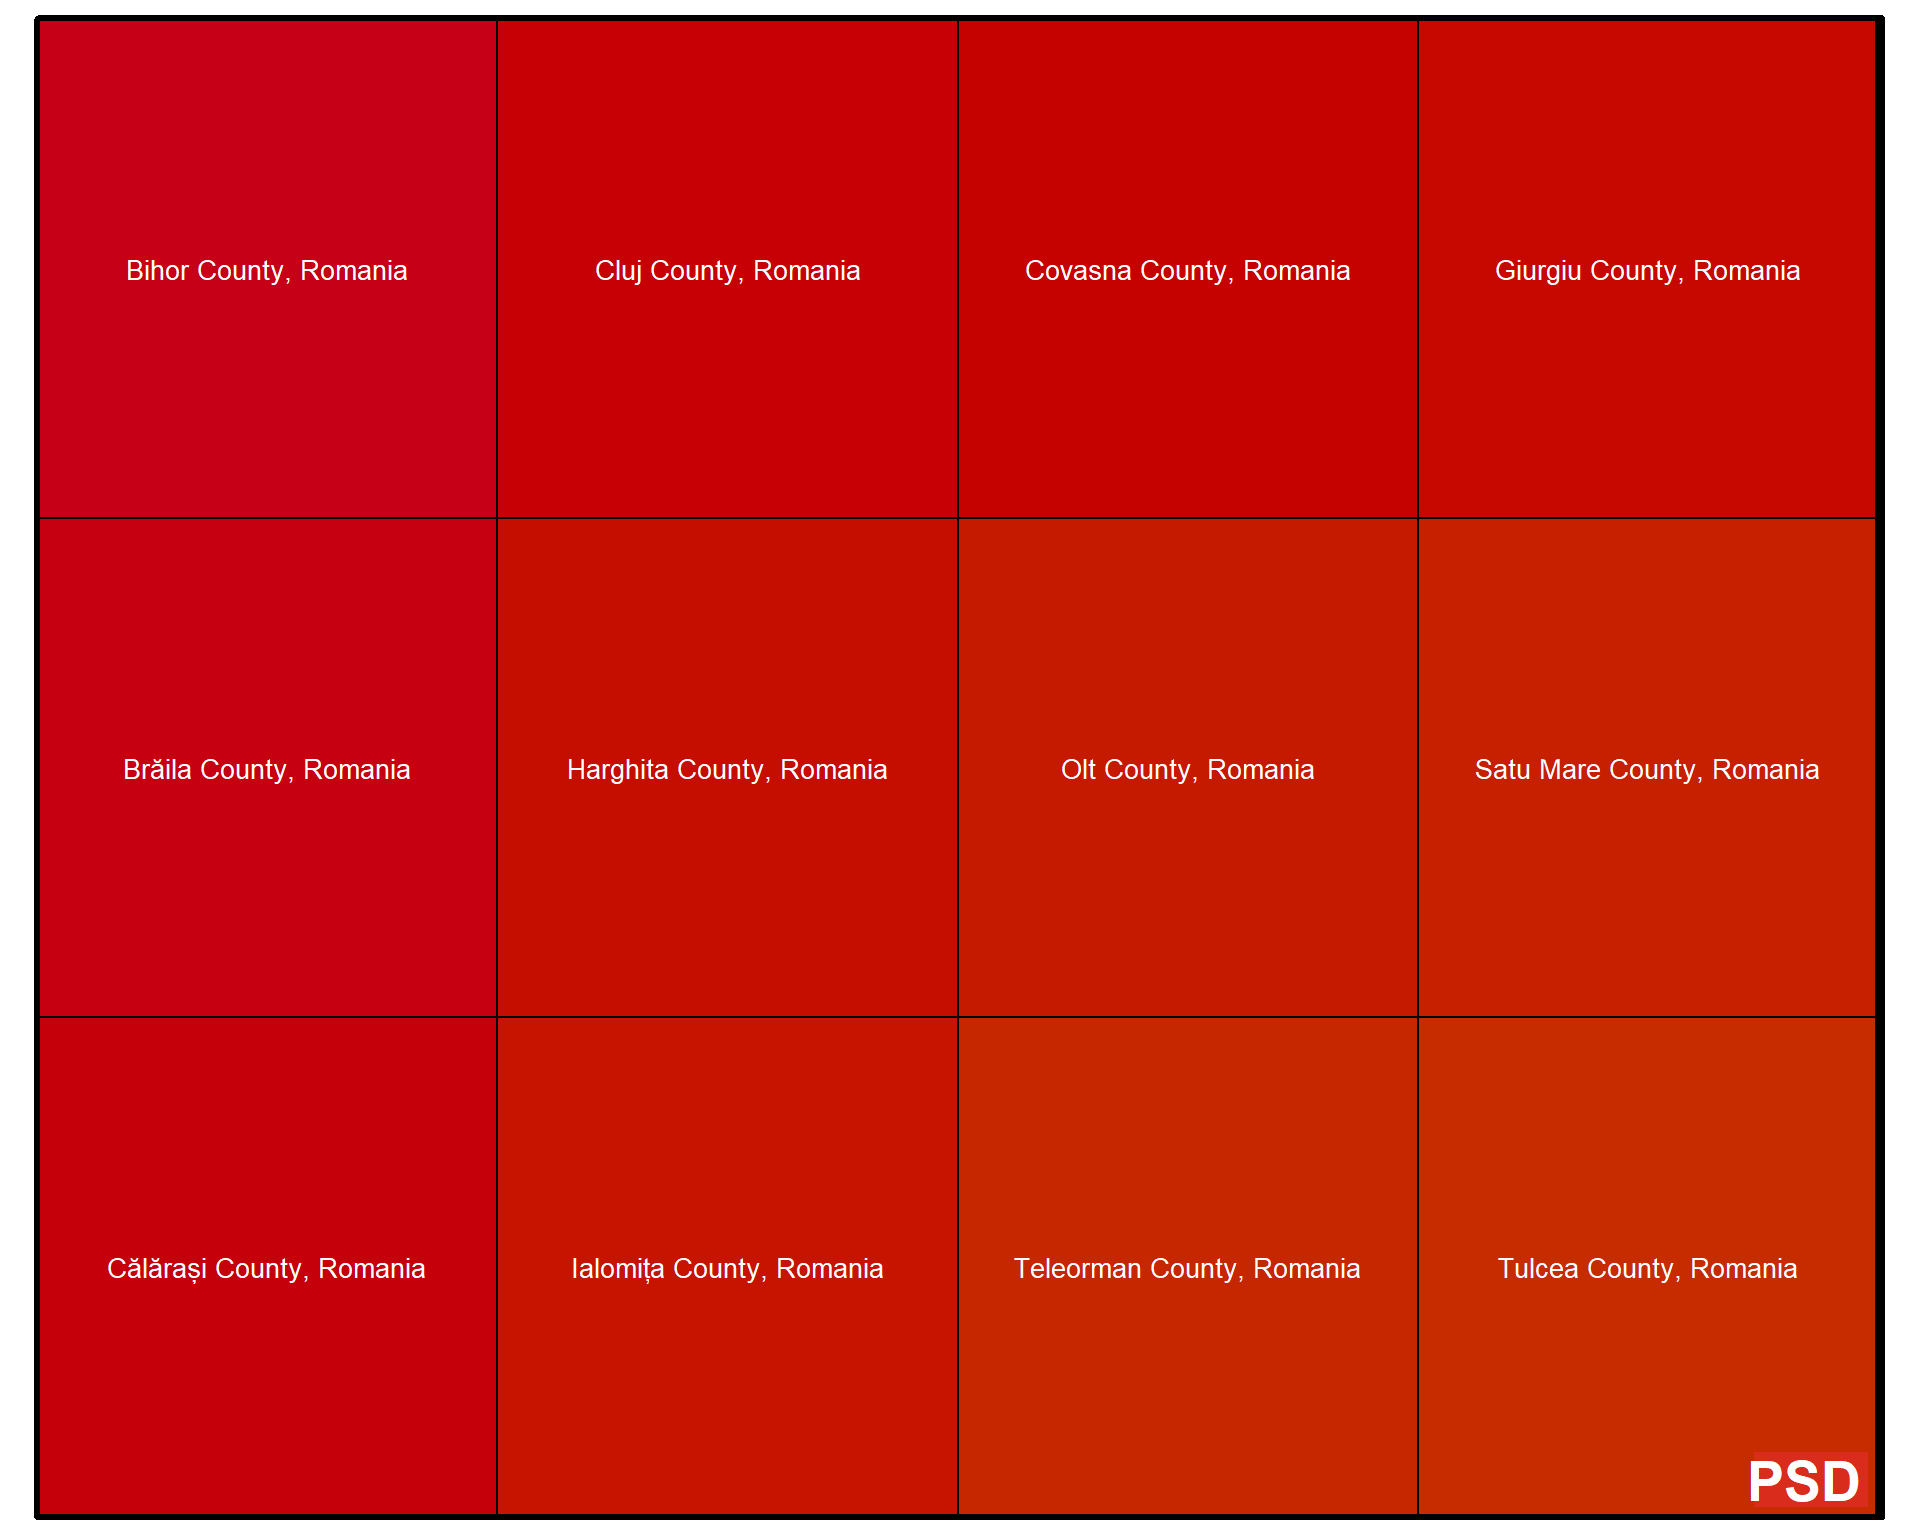 Bihor County, Romania
Cluj County, Romania
Covasna County, Romania
Giurgiu County, Romania
Brăila County, Romania
Harghita County, Romania
Olt County, Romania
Satu Mare County, Romania
Călărași County, Romania
Ialomița County, Romania
Teleorman County, Romania
Tulcea County, Romania
PSD